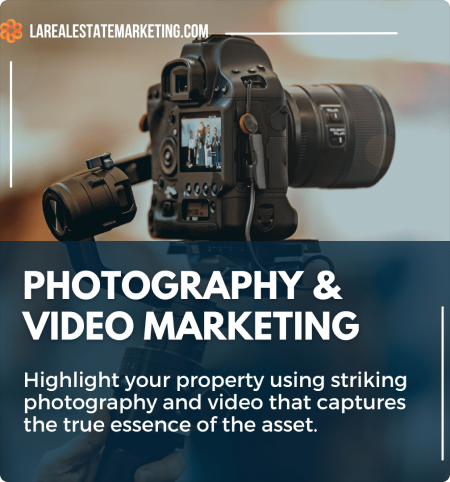 LAREALESTATEMARKETING.COM
PHOTOGRAPHY &
VIDEO MARKETING
Highlight your property using striking
photography and video that captures
the true essence of the asset.